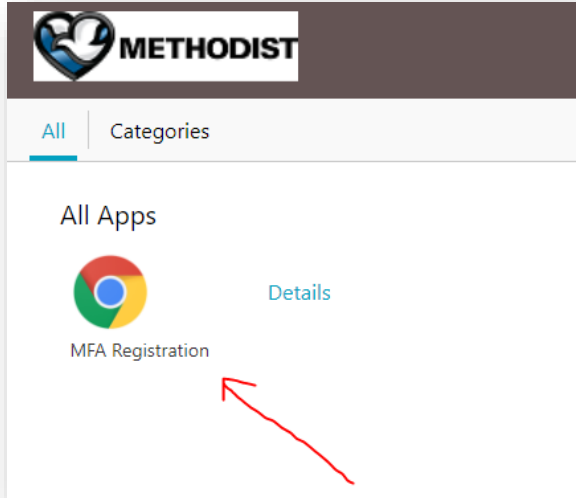 METHODIST
All Categories
All Apps
Details
MFA Registration